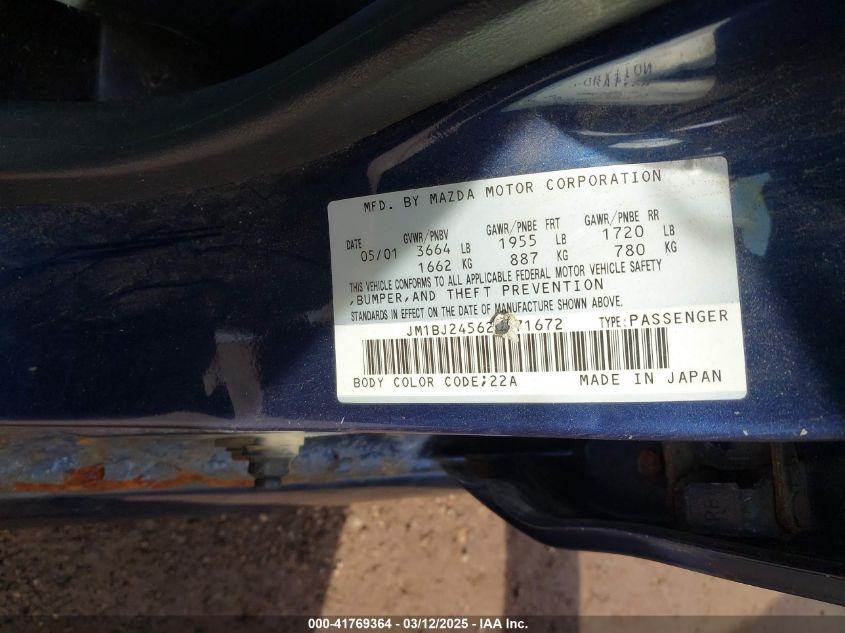 MFD. BY MAZDA MOTOR CORPORATION
DATE GVWR/PNBV GAWR/PNBE FRT GAWR/PNBE RR
05/01 3664 LB 1955 LB 1720 LB
1662 KG 887 KG 780 KG
THIS VEHICLE CONFORMS TO ALL APPLICABLE FEDERAL MOTOR VEHICLE SAFETY
,BUMPER,AND THEFT PREVENTION
STANDARDS IN EFFECT ON THE DATE OF MANUFACTURE SHOWN ABOVE.
TYPE:PASSENGER
BODY COLOR CODE;22A MADE IN JAPAN
000-41769364 - 03/12/2025 - IAA Inc.